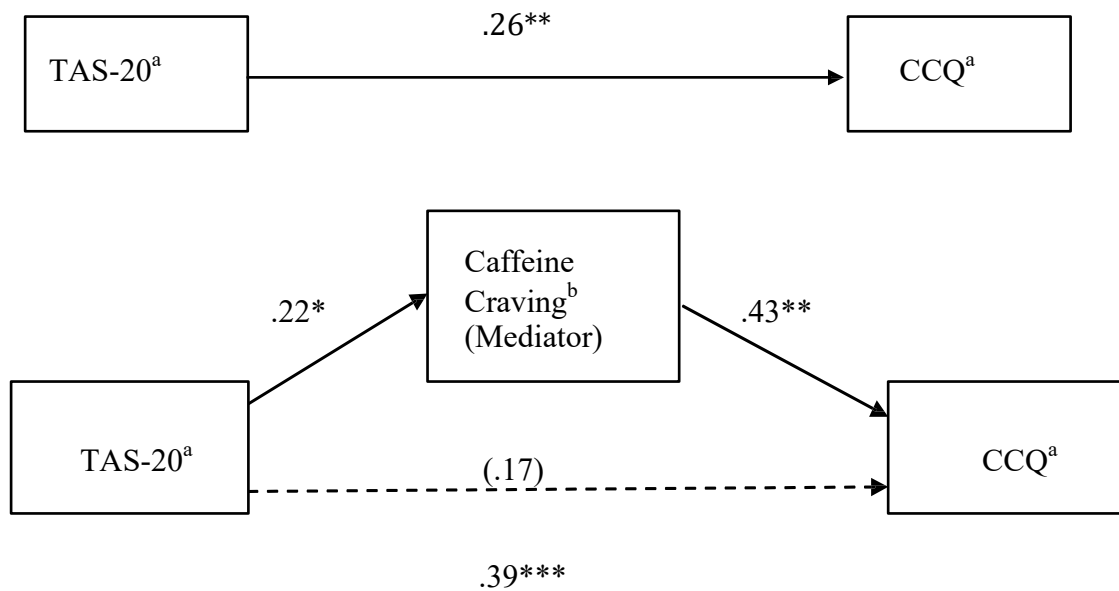 .26**
TAS-20ᵃ
CCQᵃ
Caffeine
Cravingᵇ
(Mediator)
.22*
.43**
TAS-20ᵃ
(.17)
CCQᵃ
.39***